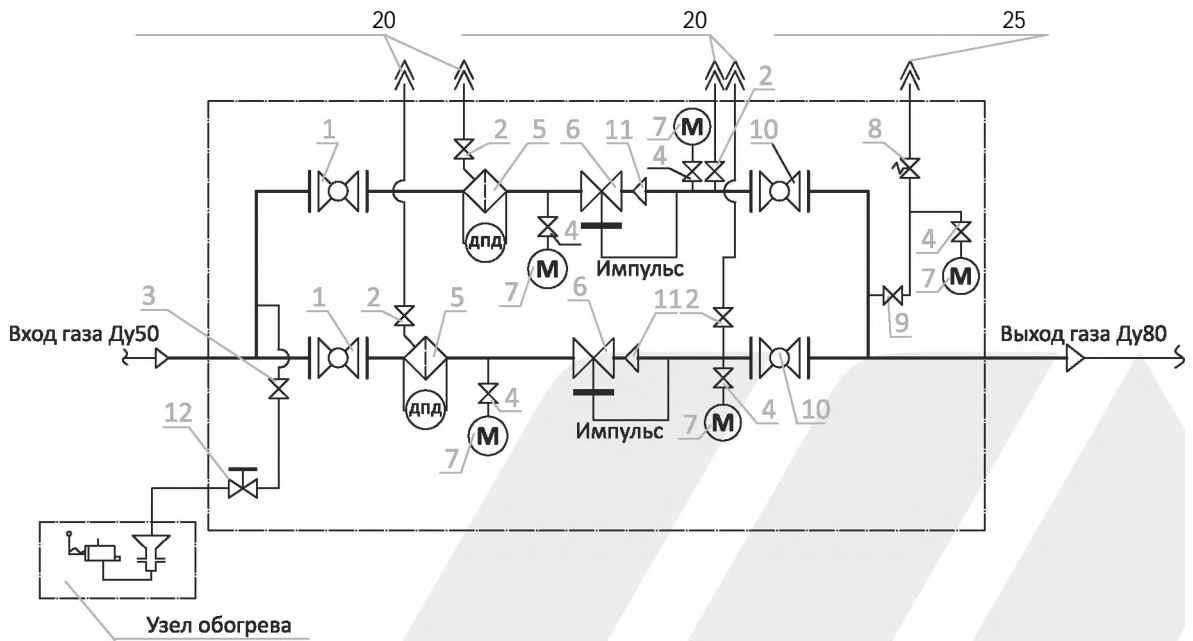 20 20 25
2
1 2 5 6 11 7 М 10 8
4
дпд 4 4
М Импульс М
7 7
3 1 2 5 6 11 2 9
Вход газа Ду50 Выход газа Ду80
12 дпд 4 4 10
М Импульс 7 М
7
Узел обогрева